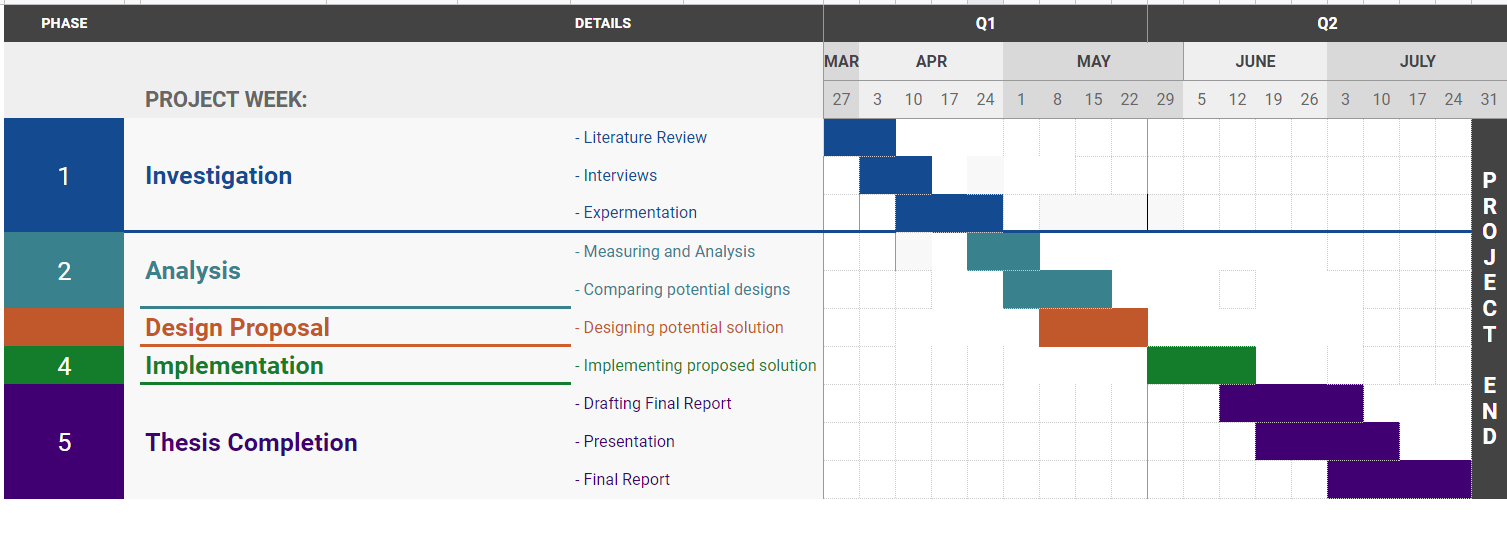 PHASE DETAILS Q1 Q2
MAR APR MAY JUNE JULY
PROJECT WEEK: 27 3 10 17 24 1 8 15 22 29 5 12 19 26 3 10 17 24 31
- Literature Review
1 Investigation - Interviews
- Expermentation
2 Analysis - Measuring and Analysis
- Comparing potential designs
Design Proposal - Designing potential solution
4 Implementation - Implementing proposed solution
- Drafting Final Report
5 Thesis Completion - Presentation
- Final Report
PROJECT END